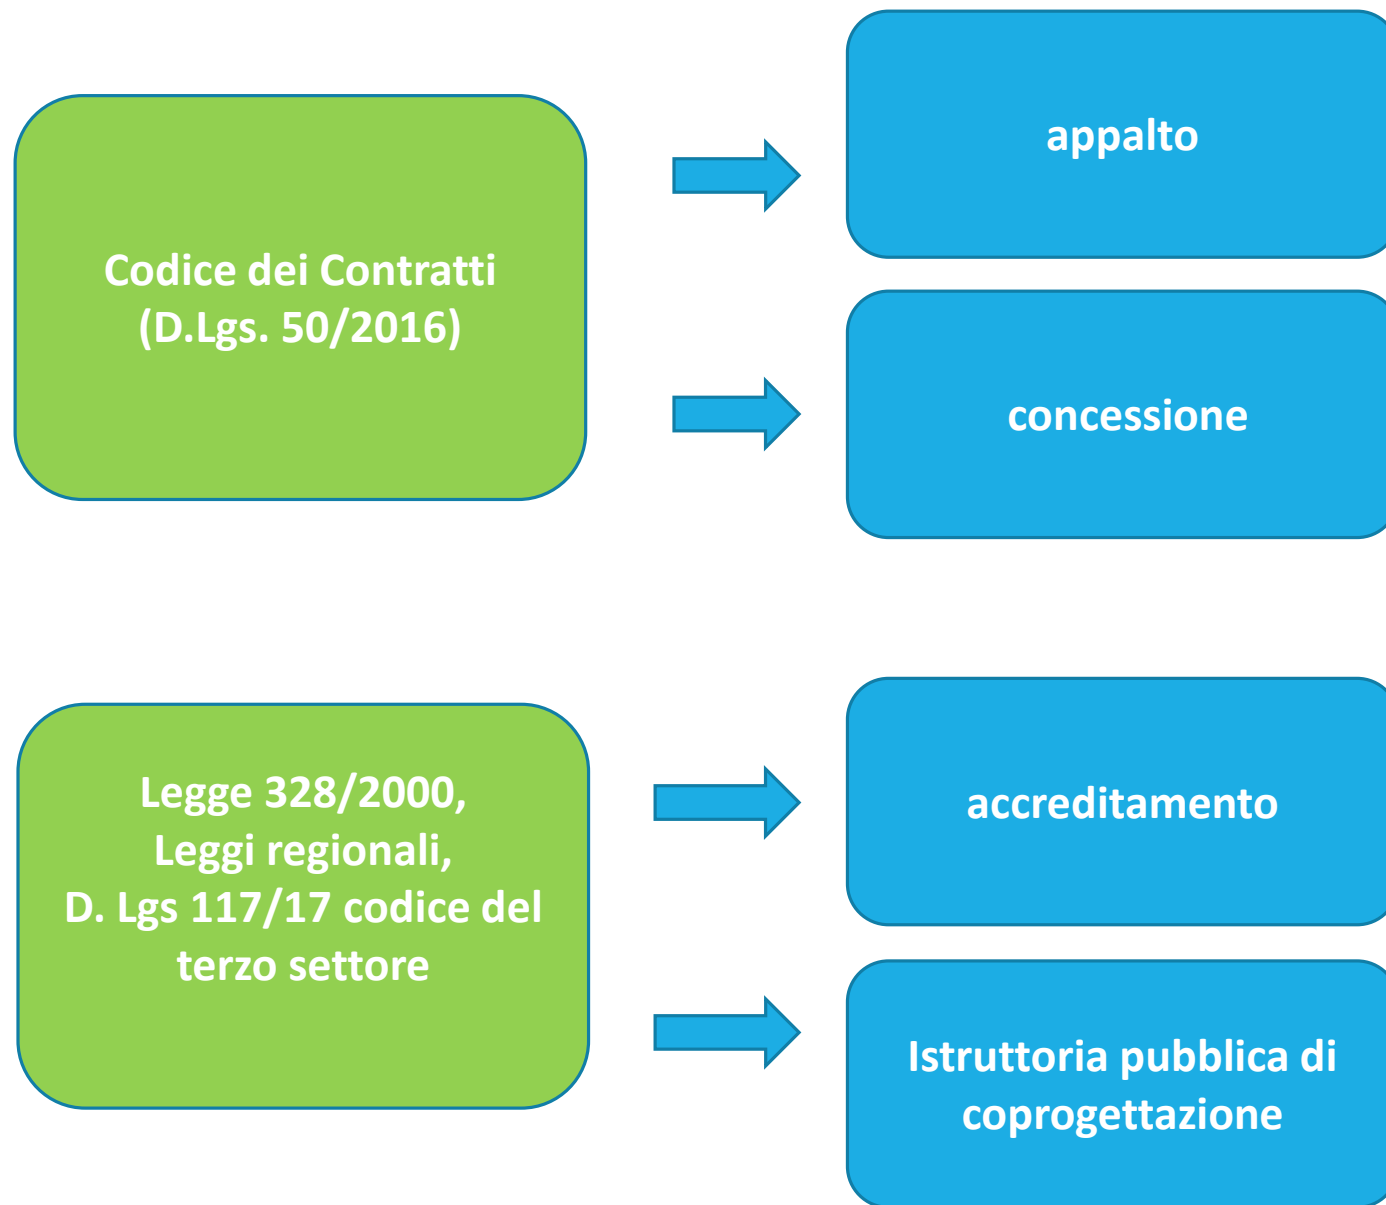 Codice dei Contratti
(D.Lgs. 50/2016)
appalto
concessione
Legge 328/2000,
Leggi regionali,
D. Lgs 117/17 codice del
terzo settore
accreditamento
Istruttoria pubblica di
coprogettazione